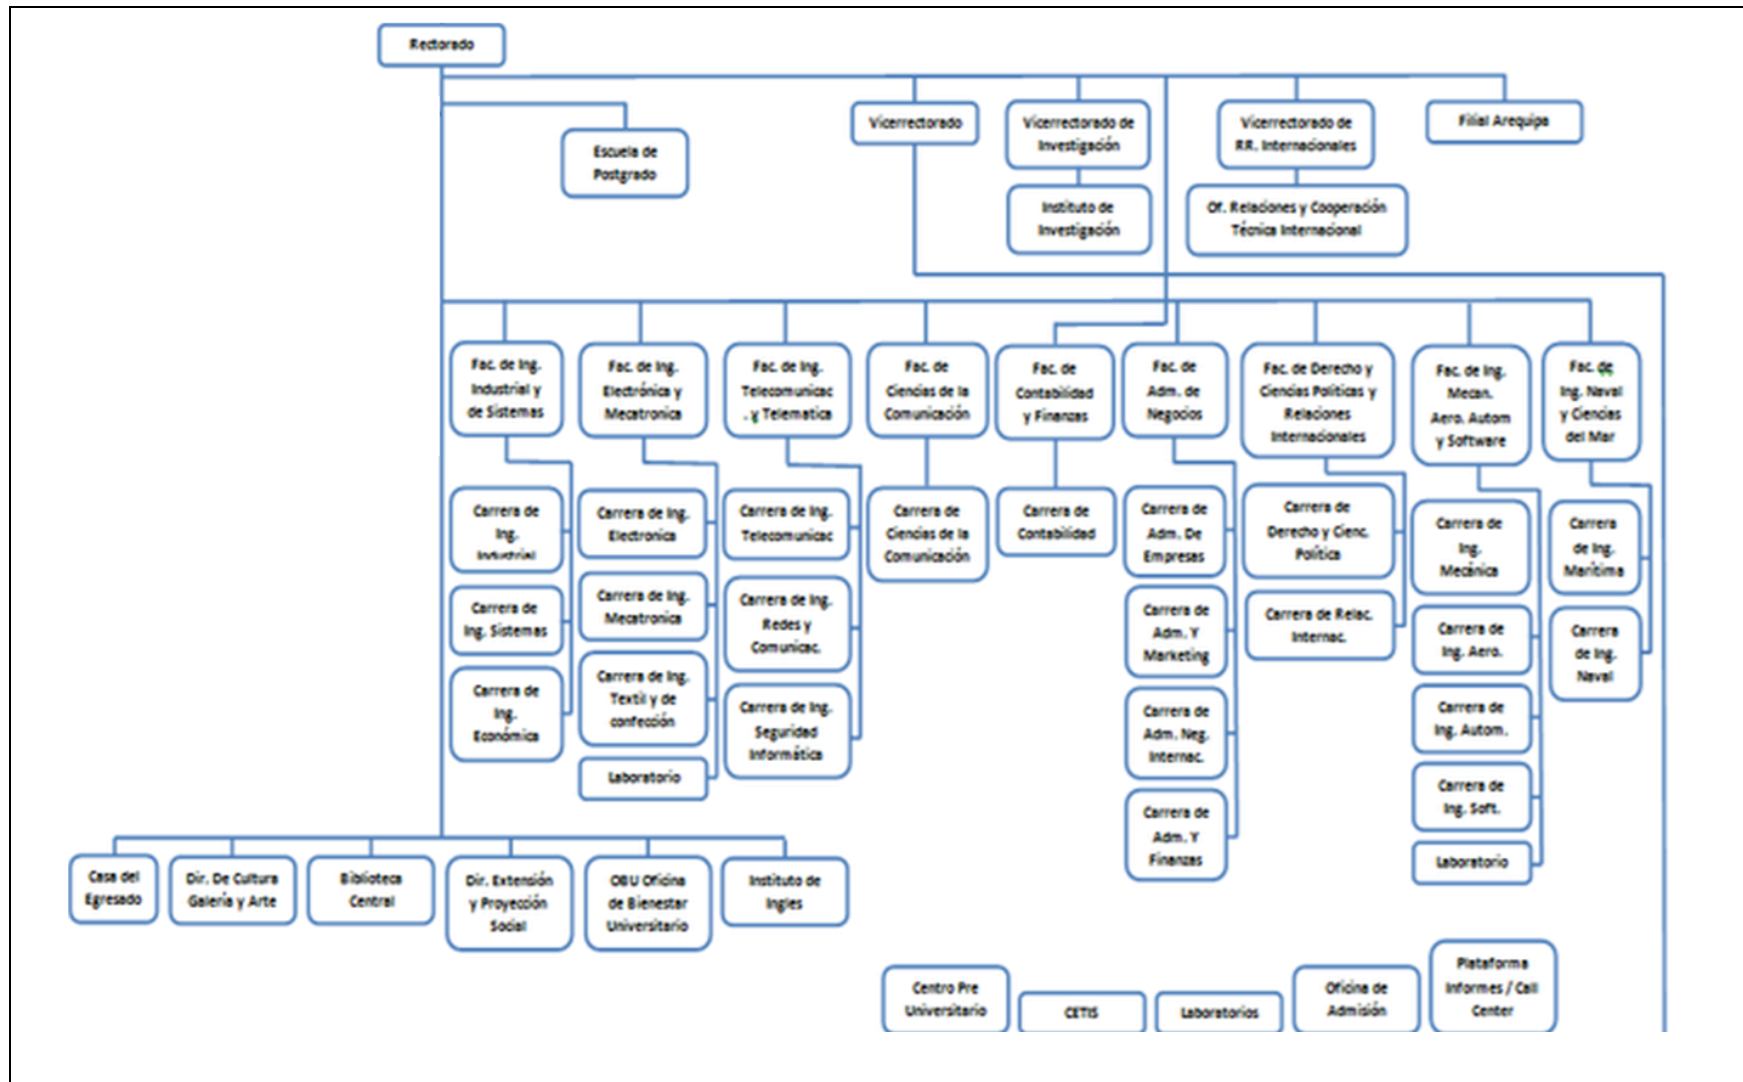 Rectorado
Escuela de
Postgrado
Vicerrectorado
Vicerrectorado de
Investigación
Instituto de
Investigación
Vicerrectorado de
RR. Internacionales
Of. Relaciones y Cooperación
Técnica Internacional
Filial Arequipa
Fac. de Ing.
Industrial y
de Sistemas
Fac. de Ing.
Electrónica y
Mecatronica
Fac. de Ing.
Telecomunicac
. y Telematica
Fac. de
Ciencias de la
Comunicación
Fac. de
Contabilidad
y Finanzas
Fac. de
Adm. de
Negocios
Fac. de Derecho y
Ciencias Politicas y
Relaciones
Internacionales
Fac. de Ing.
Mecan.
Aero. Autom
y Software
Fac. de
Ing. Naval
y Ciencias
del Mar
Carrera de
Ing.
Industrial
Carrera de
Ing. Sistemas
Carrera de
Ing.
Económica
Carrera de Ing.
Electronica
Carrera de Ing.
Mecatronica
Carrera de Ing.
Textil y de
confección
Laboratorio
Carrera de Ing.
Telecomunicac
Carrera de Ing.
Redes y
Comunicac.
Carrera de Ing.
Seguridad
Informática
Carrera de
Ciencias de la
Comunicación
Carrera de
Contabilidad
Carrera de
Adm. De
Empresas
Carrera de
Adm. Y
Marketing
Carrera de
Adm. Neg.
Internac.
Carrera de
Adm. Y
Finanzas
Carrera de
Derecho y Cienc.
Política
Carrera de Relac.
Internac.
Carrera de
Ing.
Mecánica
Carrera de
Ing. Aero.
Carrera de
Ing. Autom.
Carrera de
Ing. Soft.
Laboratorio
Carrera
de Ing.
Marítima
Carrera
de Ing.
Naval
Casa del
Egresado
Dir. De Cultura
Galería y Arte
Biblioteca
Central
Dir. Extensión
y Proyección
Social
OBU Oficina
de Bienestar
Universitario
Instituto de
Ingles
Centro Pre
Universitario
CETIS
Laboratorios
Oficina de
Admisión
Plataforma
Informes / Call
Center